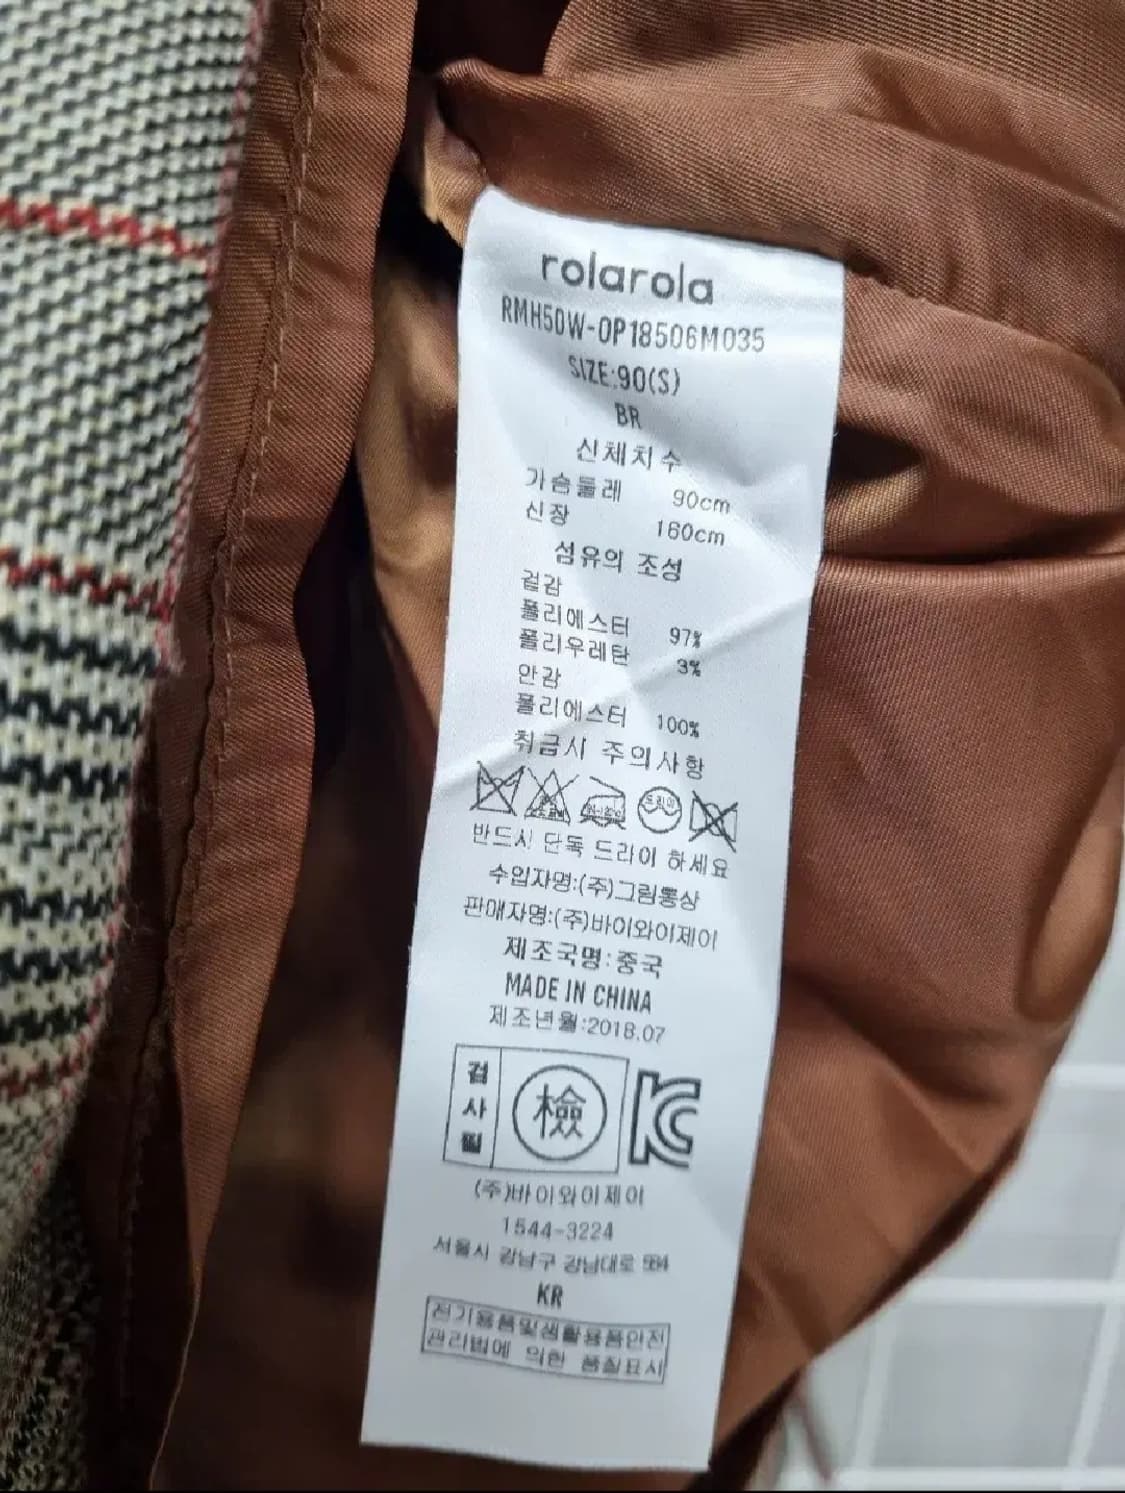 rolarola
RMH50W-OP18506M035
SIZE:90(S)
BR
신체치수
가슴둘레 90cm
신장 160cm
섬유의 조성
겉감
폴리에스터 97%
폴리우레탄 3%
안감
폴리에스터 100%
취급시 주의사항
드라이
반드시 단독 드라이 하세요
수입자명:(주)그림통상
판매자명:(주)바이와이제이
제조국명:중국
MADE IN CHINA
제조년월:2018.07
검사필
檢
KC
(주)바이와이제이
1544-3224
서울시 강남구 강남대로 584
KR
전기용품및생활용품안전
관리법에 의한 품질표시